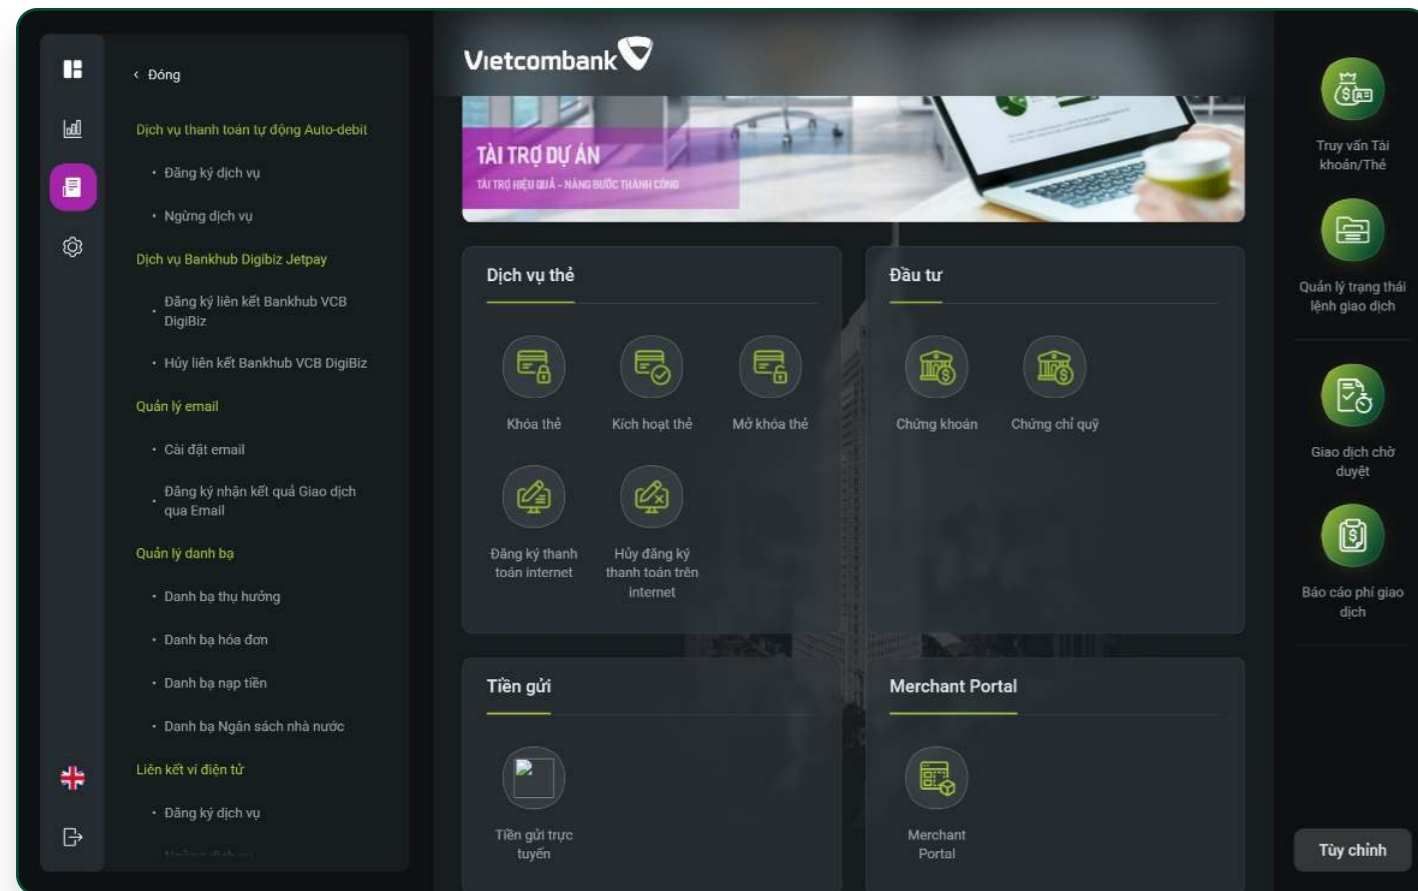 ‹ Đóng
Dịch vụ thanh toán tự động Auto-debit
• Đăng ký dịch vụ
• Ngừng dịch vụ
Dịch vụ Bankhub Digibiz Jetpay
• Đăng ký liên kết Bankhub VCB
DigiBiz
• Hủy liên kết Bankhub VCB DigiBiz
Quản lý email
• Cài đặt email
• Đăng ký nhận kết quả Giao dịch
qua Email
Quản lý danh bạ
• Danh bạ thụ hưởng
• Danh bạ hóa đơn
• Danh bạ nạp tiền
• Danh bạ Ngân sách nhà nước
Liên kết ví điện tử
• Đăng ký dịch vụ
Vietcombank
TÀI TRỢ DỰ ÁN
TÀI TRỢ HIỆU QUẢ - NÂNG BƯỚC THÀNH CÔNG
Dịch vụ thẻ
Khóa thẻ
Kích hoạt thẻ
Mở khóa thẻ
Đăng ký thanh
toán internet
Hủy đăng ký
thanh toán trên
internet
Đầu tư
Chứng khoán
Chứng chỉ quỹ
Tiền gửi
Tiền gửi trực
tuyến
Merchant Portal
Merchant
Portal
Truy vấn Tài
khoản/Thẻ
Quản lý trạng thái
lệnh giao dịch
Giao dịch chờ
duyệt
Báo cáo phí giao
dịch
Tùy chỉnh